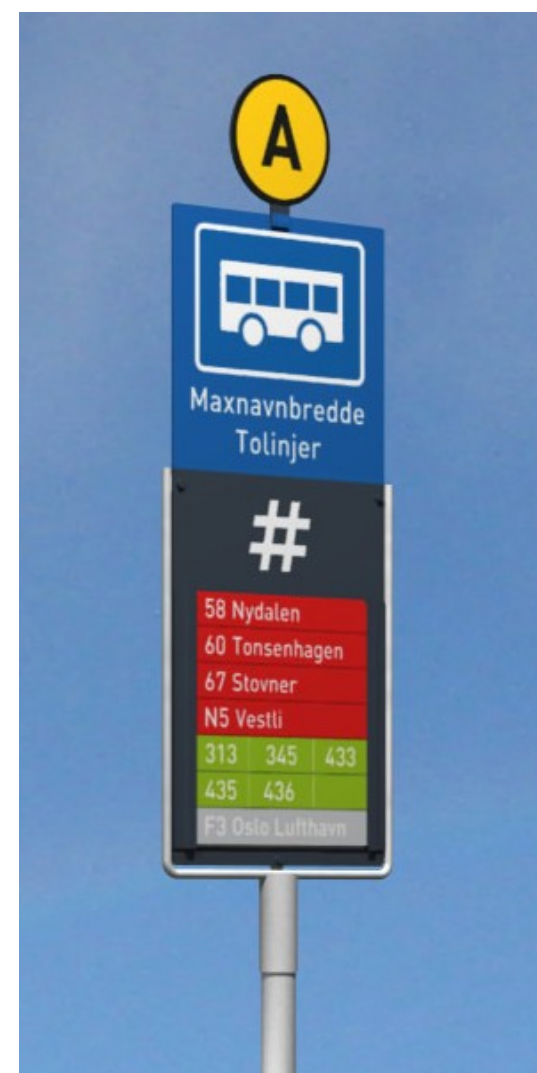 A
Maxnavnbredde
Tolinjer
#
58 Nydalen
60 Tonsenhagen
67 Stovner
N5 Vestli
313 345 433
435 436
F3 Oslo Lufthavn